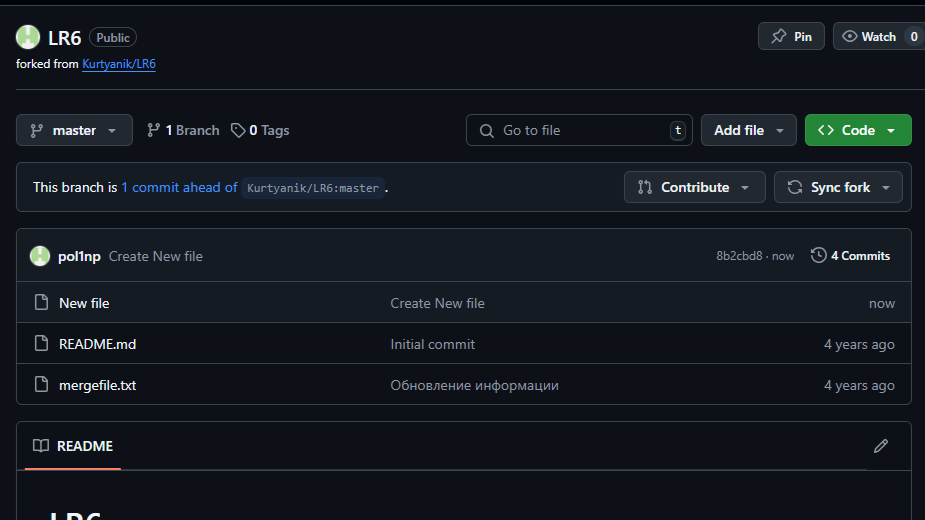 LR6 Public Pin Watch 0
forked from Kurtyanik/LR6
master 1 Branch 0 Tags Go to file t Add file Code
This branch is 1 commit ahead of Kurtyanik/LR6:master . Contribute Sync fork
pol1np Create New file 8b2cbd8 · now 4 Commits
New file Create New file now
README.md Initial commit 4 years ago
mergefile.txt Обновление информации 4 years ago
README
LR6